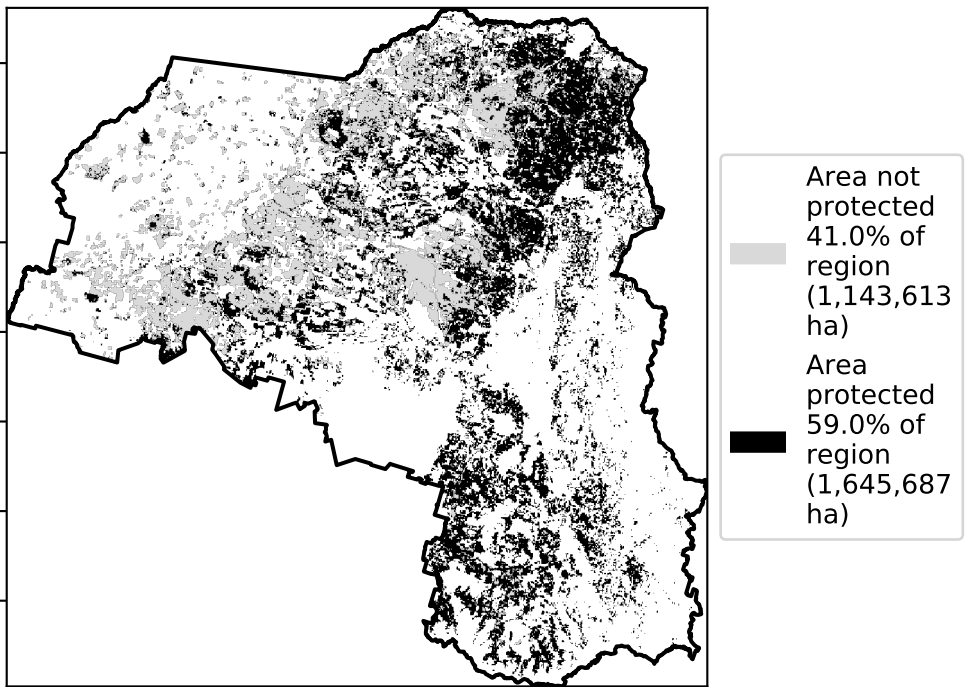 Area not
protected
41.0% of
region
(1,143,613
ha)
Area
protected
59.0% of
region
(1,645,687
ha)